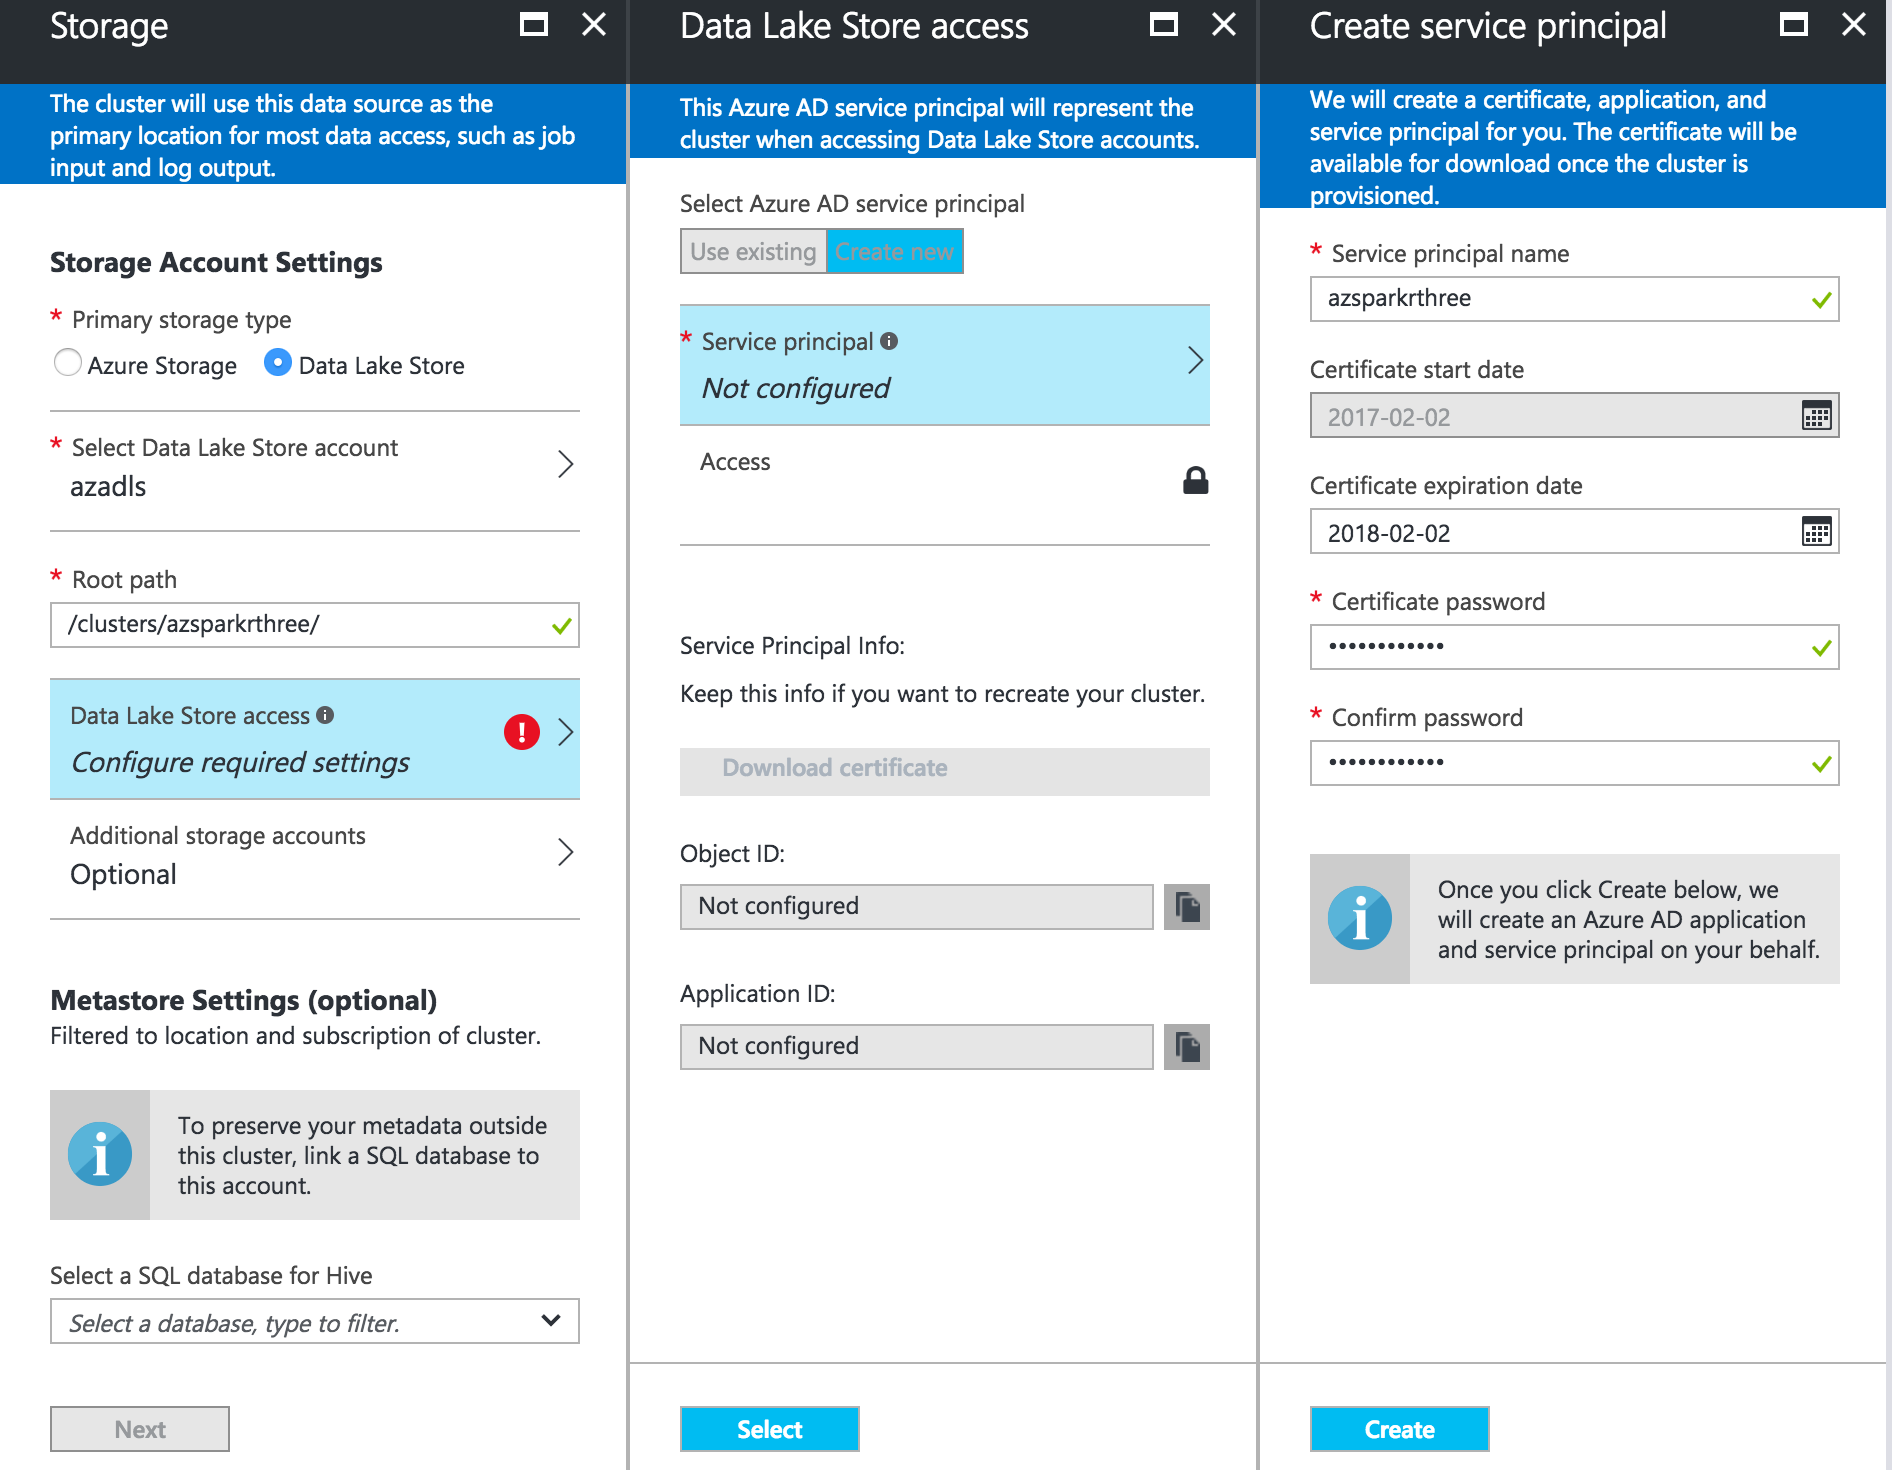 Storage
The cluster will use this data source as the
primary location for most data access, such as job
input and log output.
Storage Account Settings
* Primary storage type
Azure Storage Data Lake Store
* Select Data Lake Store account
azadls
* Root path
/clusters/azsparkrthree/
Data Lake Store access
Configure required settings
Additional storage accounts
Optional
Metastore Settings (optional)
Filtered to location and subscription of cluster.
To preserve your metadata outside
this cluster, link a SQL database to
this account.
Select a SQL database for Hive
Select a database, type to filter.
Next
Data Lake Store access
This Azure AD service principal will represent the
cluster when accessing Data Lake Store accounts.
Select Azure AD service principal
Use existing Create new
* Service principal
Not configured
Access
Service Principal Info:
Keep this info if you want to recreate your cluster.
Download certificate
Object ID:
Not configured
Application ID:
Not configured
Select
Create service principal
We will create a certificate, application, and
service principal for you. The certificate will be
available for download once the cluster is
provisioned.
* Service principal name
azsparkrthree
Certificate start date
2017-02-02
Certificate expiration date
2018-02-02
* Certificate password
••••••••••••
* Confirm password
••••••••••••
Once you click Create below, we
will create an Azure AD application
and service principal on your behalf.
Create